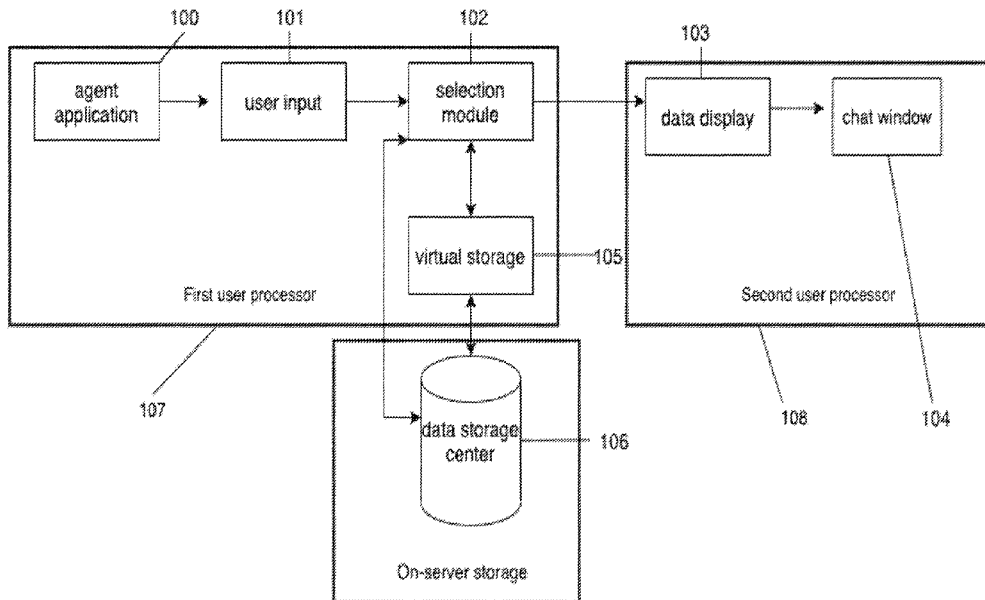 100
101
102
103
agent
application
user input
selection
module
data display
chat window
virtual storage
105
First user processor
Second user processor
107
108
104
data storage
center
106
On-server storage